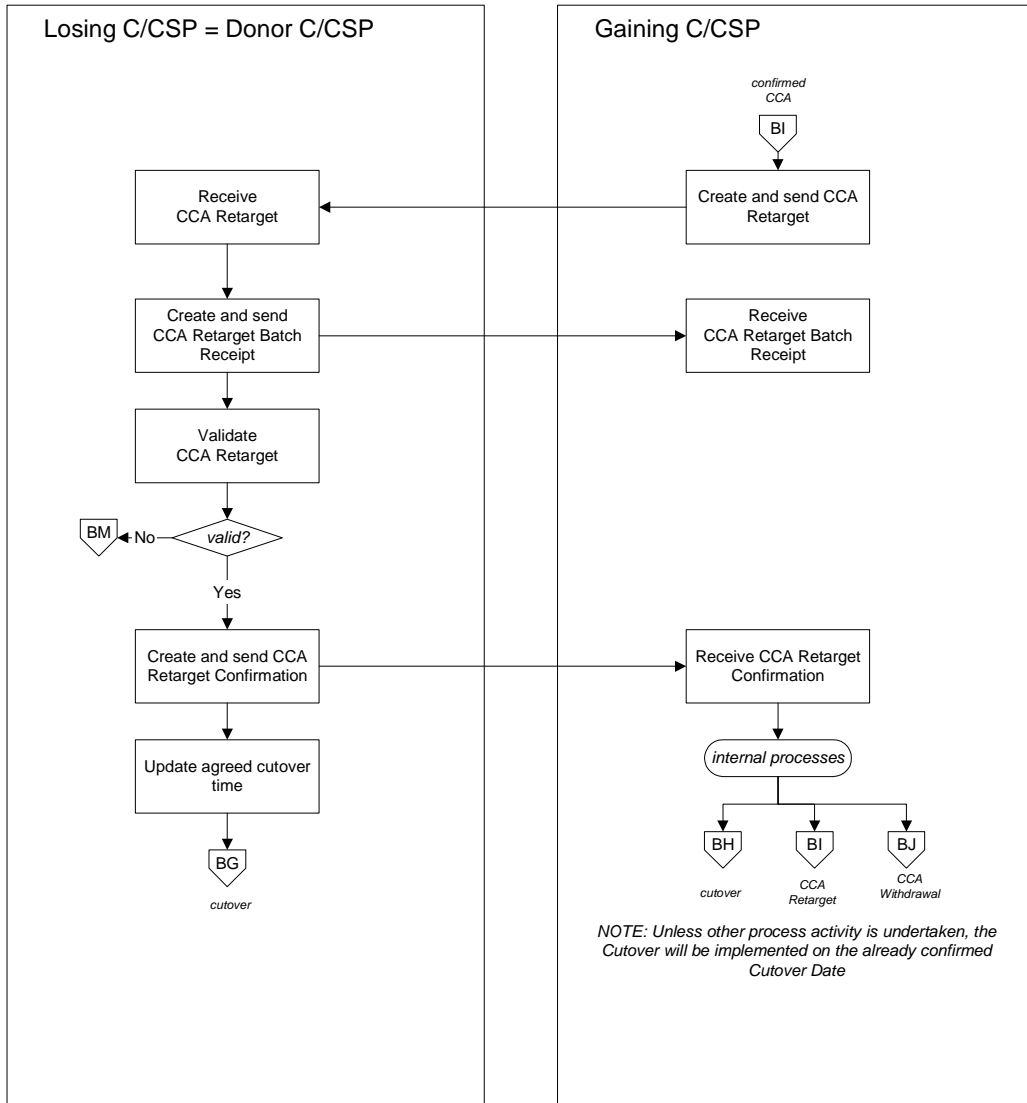 Losing C/CSP = Donor C/CSP
Gaining C/CSP
confirmed
CCA
BI
Receive
CCA Retarget
Create and send CCA
Retarget
Create and send
CCA Retarget Batch
Receipt
Receive
CCA Retarget Batch
Receipt
Validate
CCA Retarget
BM
No
valid?
Yes
Create and send CCA
Retarget Confirmation
Receive CCA Retarget
Confirmation
Update agreed cutover
time
internal processes
BG
cutover
BH
BI
BJ
cutover
CCA
Retarget
CCA
Withdrawal
NOTE: Unless other process activity is undertaken, the
Cutover will be implemented on the already confirmed
Cutover Date